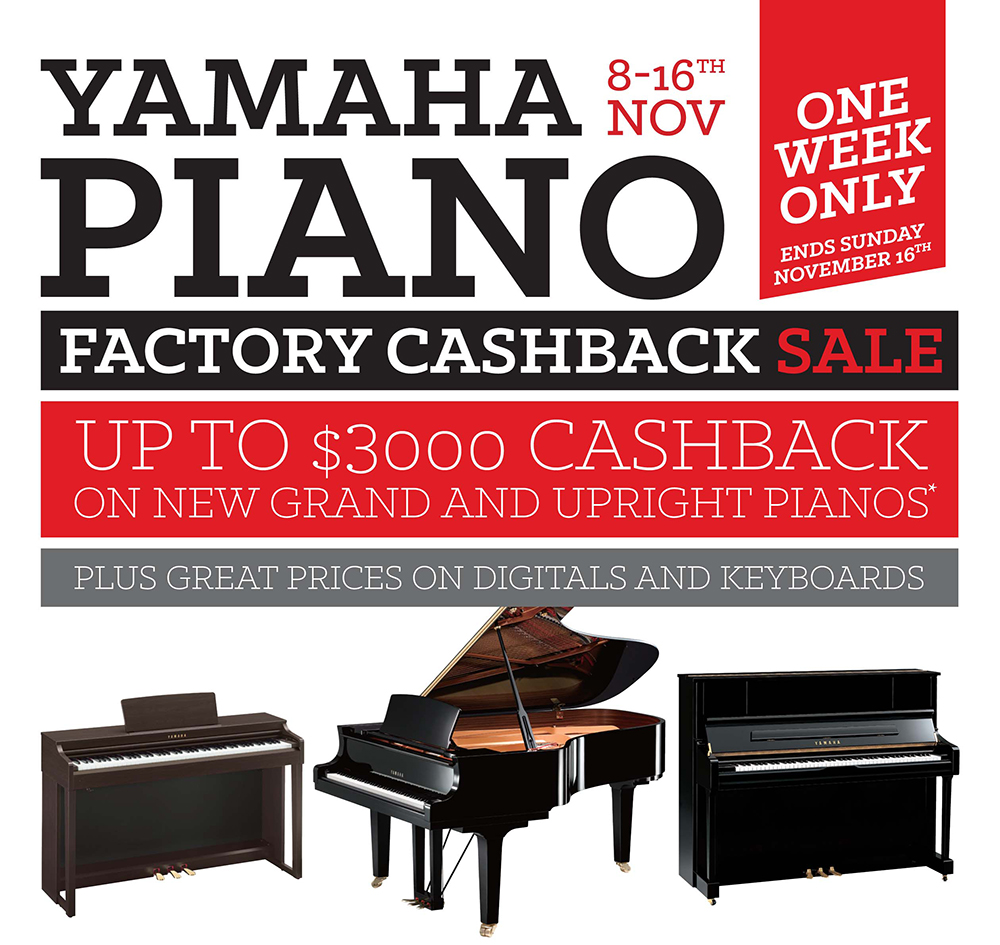 YAMAHA
8-16TH
NOV
PIANO
ONE
WEEK
ONLY
ENDS SUNDAY
NOVEMBER 16TH
FACTORY CASHBACK SALE
UP TO $3000 CASHBACK
ON NEW GRAND AND UPRIGHT PIANOS*
PLUS GREAT PRICES ON DIGITALS AND KEYBOARDS
YAMAHA
YAMAHA
YAMAHA